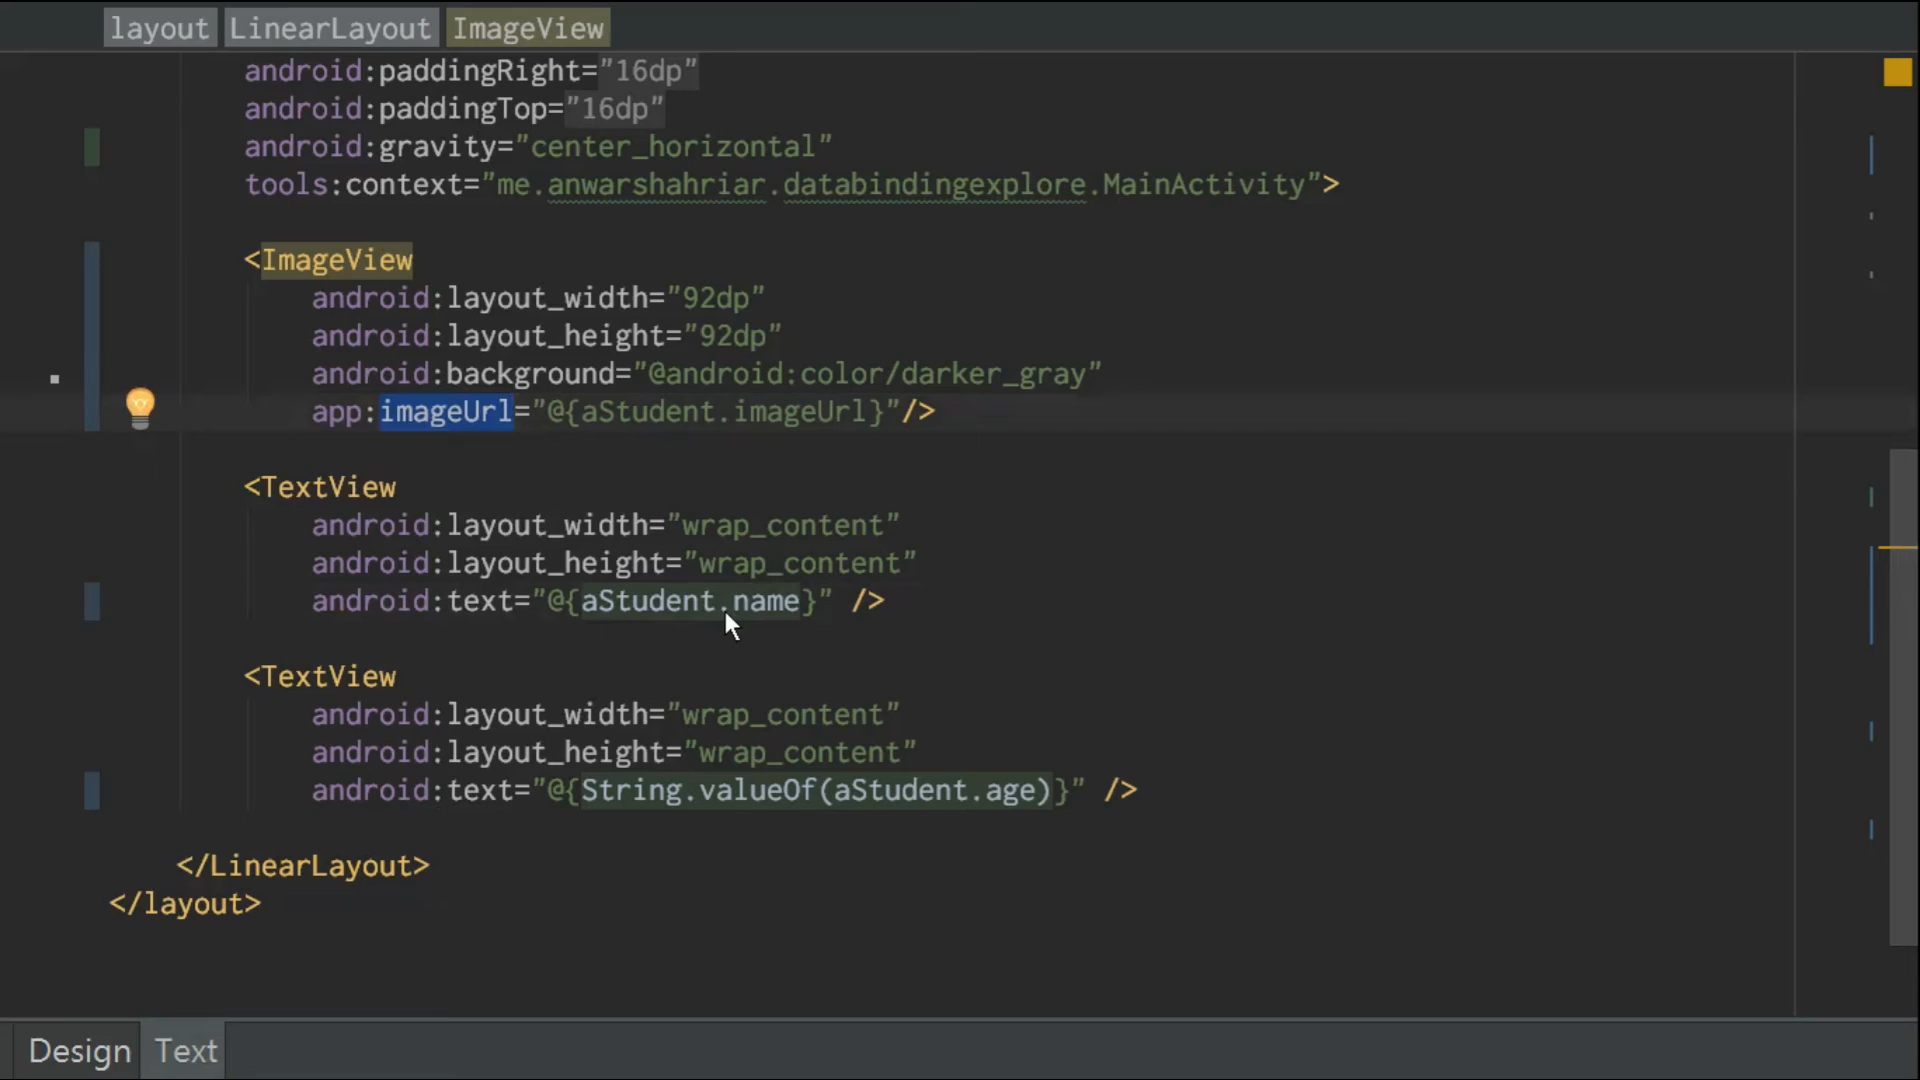 layout LinearLayout ImageView
android:paddingRight="16dp"
android:paddingTop="16dp"
android:gravity="center_horizontal"
tools:context="me.anwarshahriar.databindingexplore.MainActivity">
<ImageView
android:layout_width="92dp"
android:layout_height="92dp"
android:background="@android:color/darker_gray"
app:imageUrl="@{aStudent.imageUrl}"/>
<TextView
android:layout_width="wrap_content"
android:layout_height="wrap_content"
android:text="@{aStudent.name}" />
<TextView
android:layout_width="wrap_content"
android:layout_height="wrap_content"
android:text="@{String.valueOf(aStudent.age)}" />
</LinearLayout>
</layout>
Design Text